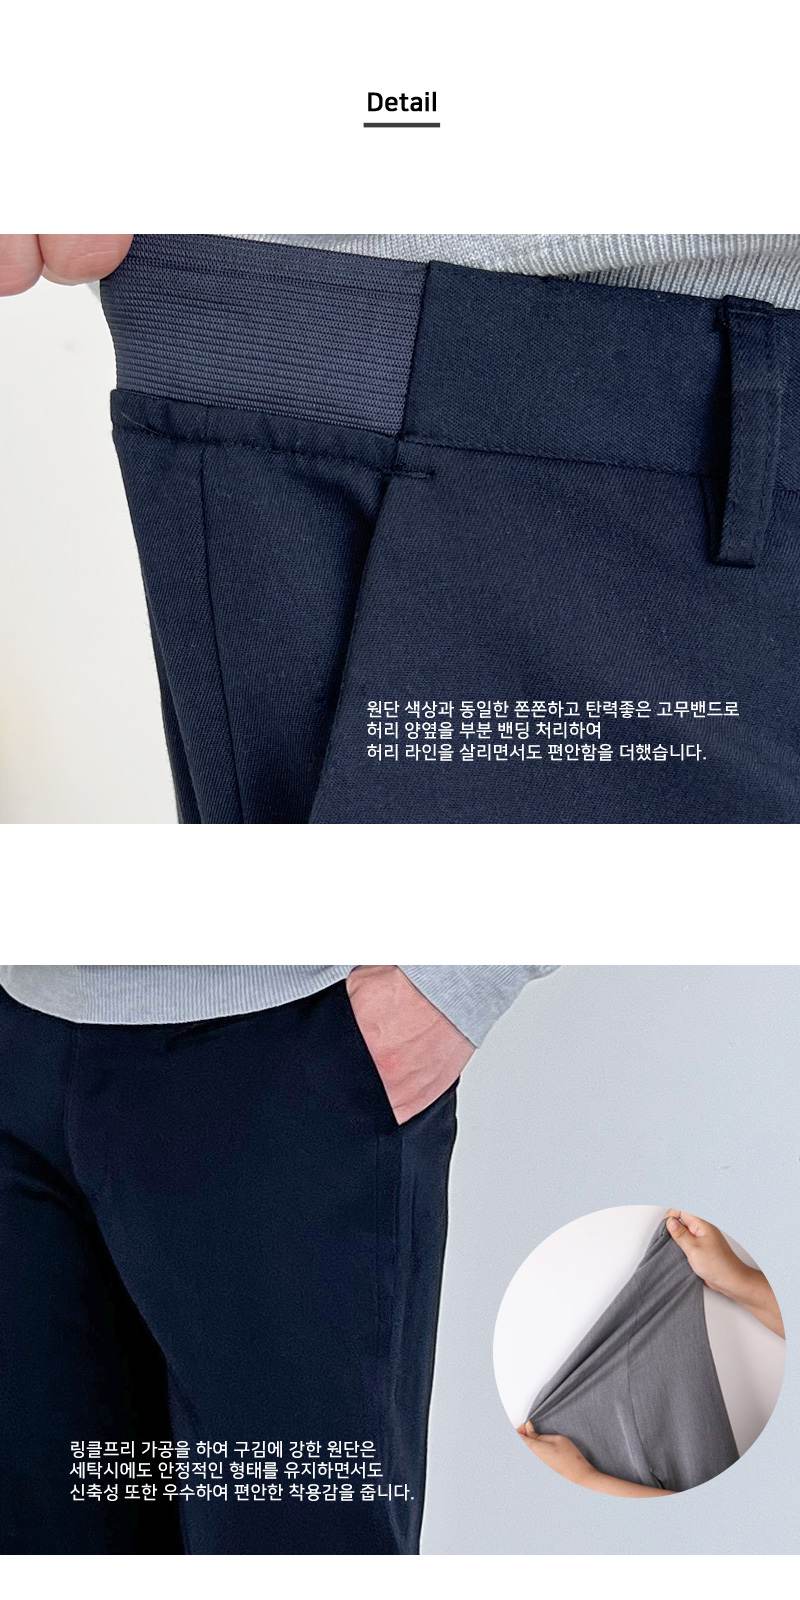 Detail
원단 색상과 동일한 쫀쫀하고 탄력좋은 고무밴드로
허리 양옆을 부분 밴딩 처리하여
허리 라인을 살리면서도 편안함을 더했습니다.
링클프리 가공을 하여 구김에 강한 원단은
세탁시에도 안정적인 형태를 유지하면서도
신축성 또한 우수하여 편안한 착용감을 줍니다.